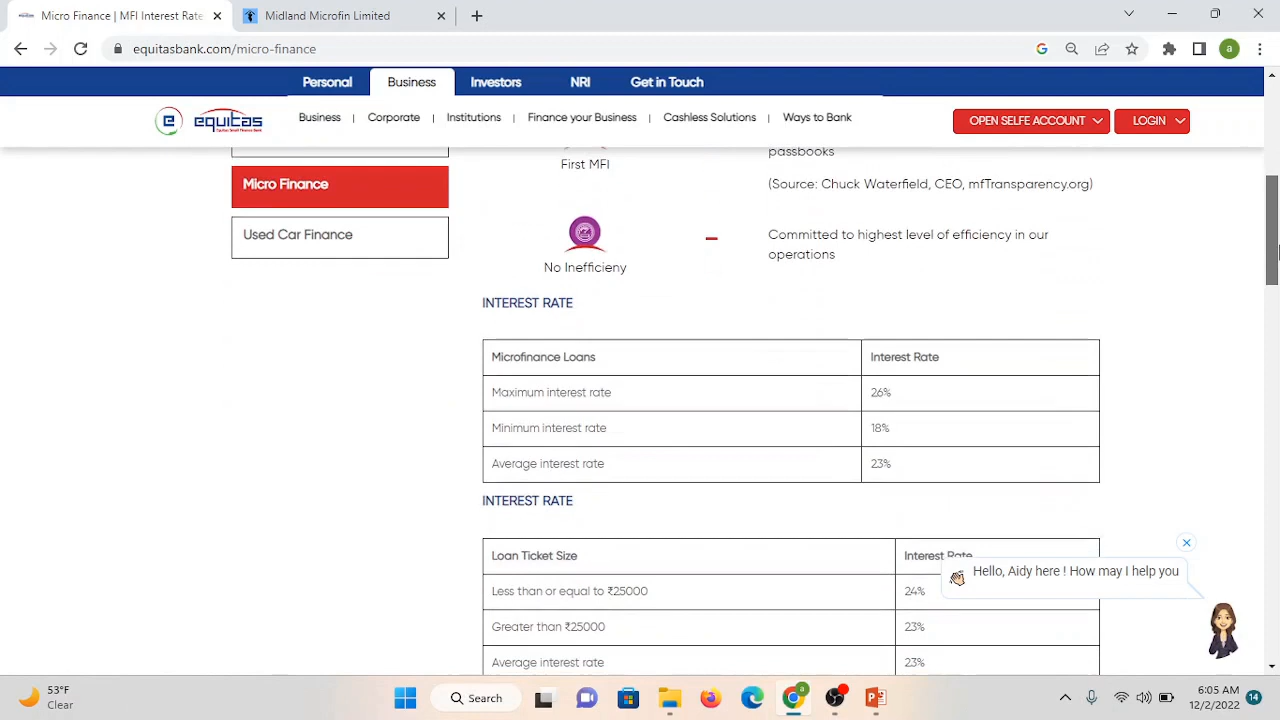 Micro Finance | MFI Interest Rate
Midland Microfin Limited
equitasbank.com/micro-finance
a
Personal
Business
Investors
NRI
Get in Touch
e equitas
Equitas Small Finance Bank
Business | Corporate | Institutions | Finance your Business | Cashless Solutions | Ways to Bank
OPEN SELFE ACCOUNT
LOGIN
First MFI
passbooks
Micro Finance
(Source: Chuck Waterfield, CEO, mfTransparency.org)
Used Car Finance
Committed to highest level of efficiency in our
operations
No Inefficieny
INTEREST RATE
Microfinance Loans Interest Rate
Maximum interest rate 26%
Minimum interest rate 18%
Average interest rate 23%
INTEREST RATE
Loan Ticket Size Interest Rate
Less than or equal to ₹25000 24%
Greater than ₹25000 23%
Average interest rate 23%
Hello, Aidy here ! How may I help you
53°F
Clear
Search
6:05 AM
12/2/2022
14